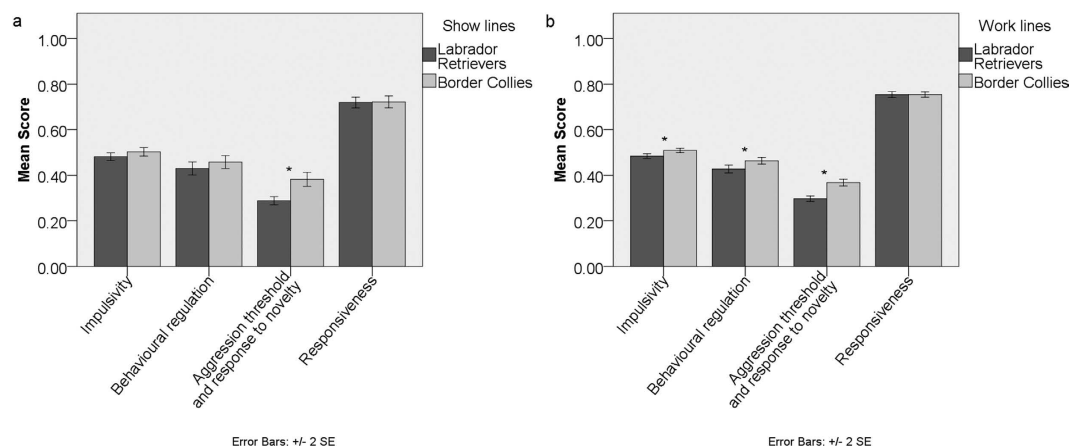 a
Show lines
Labrador
Retrievers
Border Collies
Mean Score
1.00
0.80
0.60
0.40
0.20
0.00
*
Impulsivity
Behavioural regulation
Aggression threshold
and response to novelty
Responsiveness
Error Bars: +/- 2 SE
b
Work lines
Labrador
Retrievers
Border Collies
Mean Score
1.00
0.80
0.60
0.40
0.20
0.00
*
*
*
Impulsivity
Behavioural regulation
Aggression threshold
and response to novelty
Responsiveness
Error Bars: +/- 2 SE